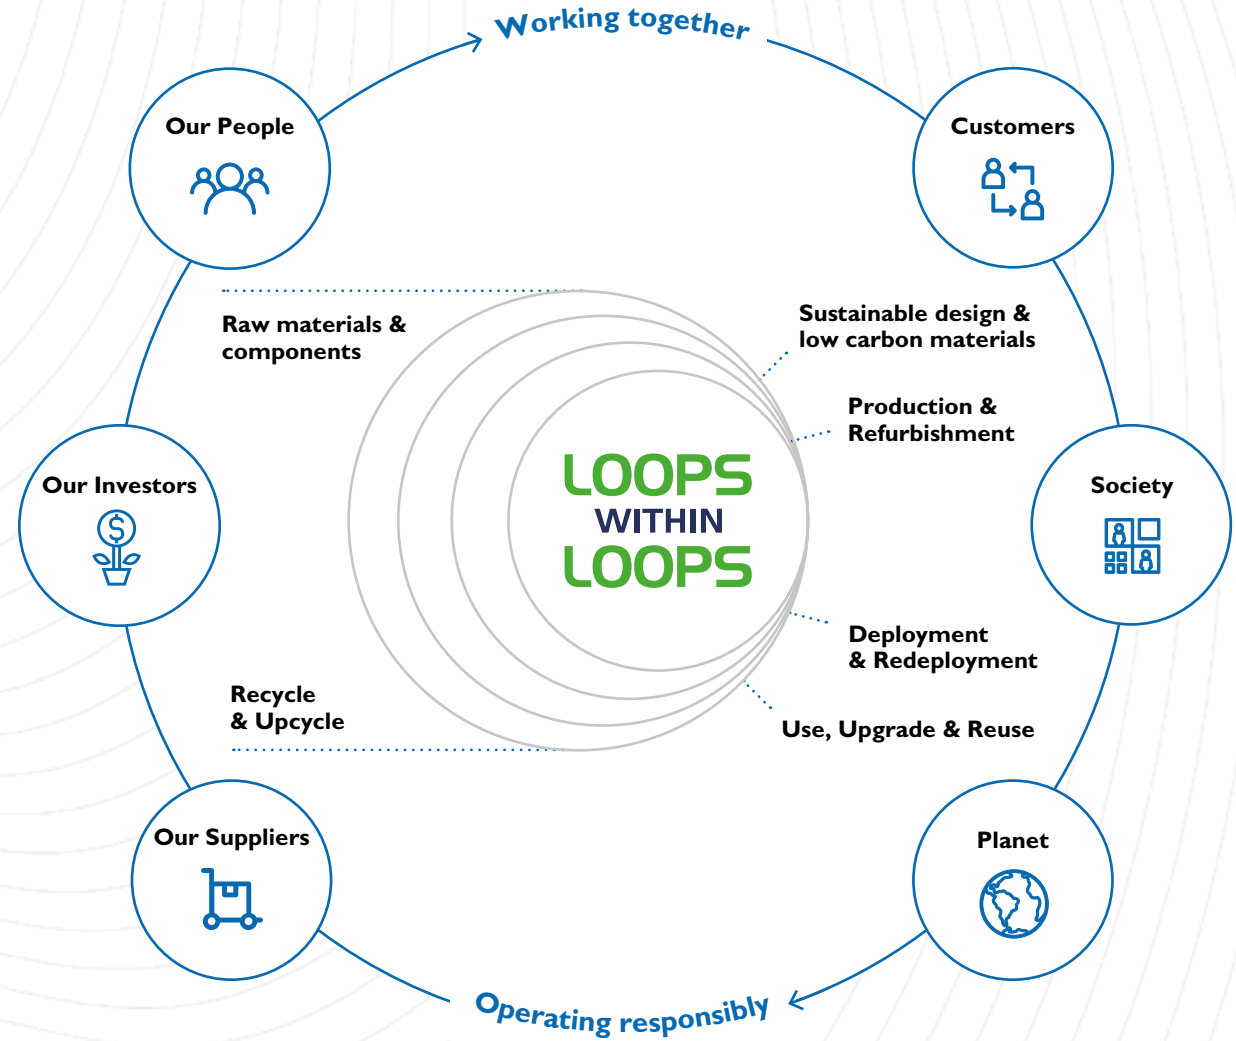 Working together
Our People
Customers
Raw materials &
components
Sustainable design &
low carbon materials
Production &
Refurbishment
LOOPS
WITHIN
LOOPS
Our Investors
$
Society
Deployment
& Redeployment
Recycle
& Upcycle
Use, Upgrade & Reuse
Our Suppliers
Planet
Operating responsibly